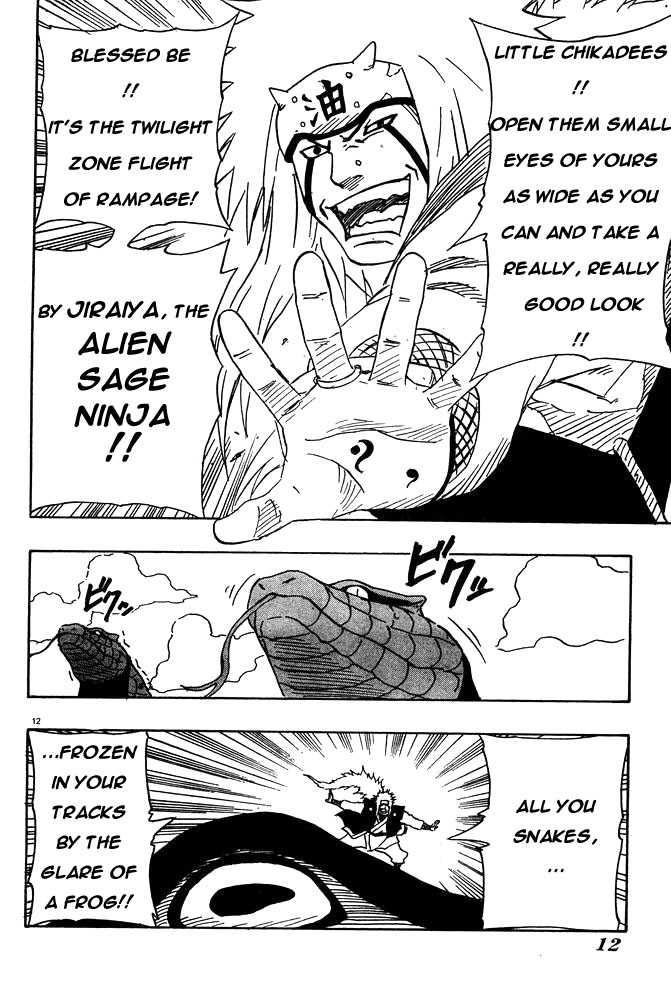 LITTLE CHIKADEES
!!
OPEN THEM SMALL
EYES OF YOURS
AS WIDE AS YOU
CAN AND TAKE A
REALLY, REALLY
GOOD LOOK
!!
油
BLESSED BE
!!
IT'S THE TWILIGHT
ZONE FLIGHT
OF RAMPAGE!
BY JIRAIYA, THE
ALIEN
SAGE
NINJA
!!
ビクッ
ビクッ
12
ALL YOU
SNAKES,
...
...FROZEN
IN YOUR
TRACKS
BY THE
GLARE OF
A FROG!!
12